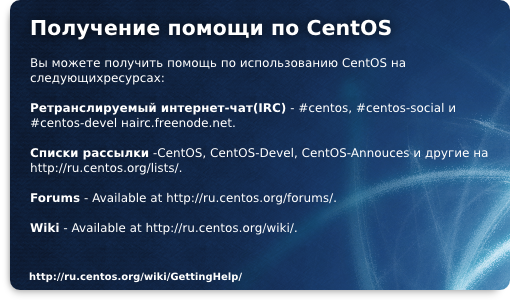 Получение помощи по CentOS
Вы можете получить помощь по использованию CentOS на
следующихресурсах:
Ретранслируемый интернет-чат(IRC) - #centos, #centos-social и
#centos-devel наirc.freenode.net.
Списки рассылки -CentOS, CentOS-Devel, CentOS-Annouces и другие на
http://ru.centos.org/lists/.
Forums - Available at http://ru.centos.org/forums/.
Wiki - Available at http://ru.centos.org/wiki/.
http://ru.centos.org/wiki/GettingHelp/